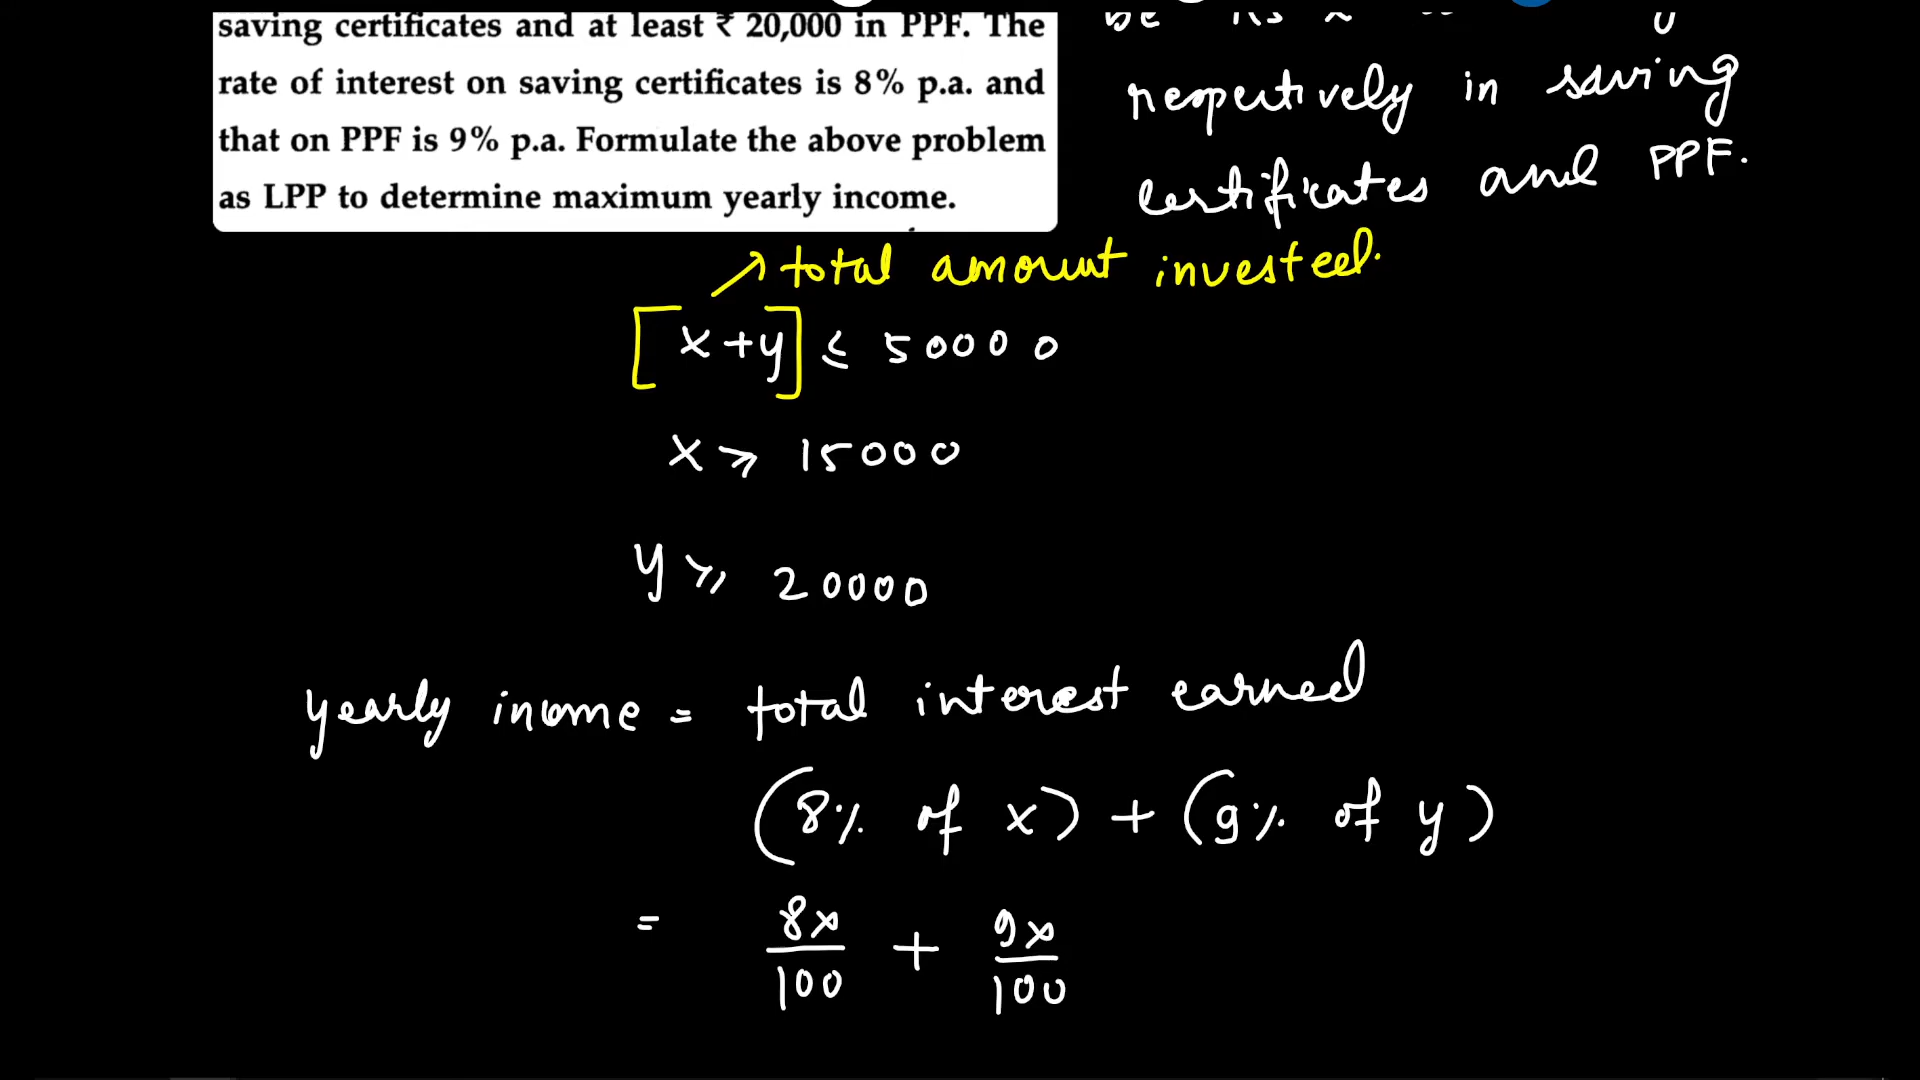 saving certificates and at least ₹ 20,000 in PPF. The
rate of interest on saving certificates is 8% p.a. and
that on PPF is 9% p.a. Formulate the above problem
as LPP to determine maximum yearly income.
be Rs x
respectively in saving
certificates and PPF.
total amount invested.
[x+y] ≤ 50000
x ≥ 15000
y ≥ 20000
yearly income = total interest earned
(8% of x) + (9% of y)
= 8x/100 + 9x/100